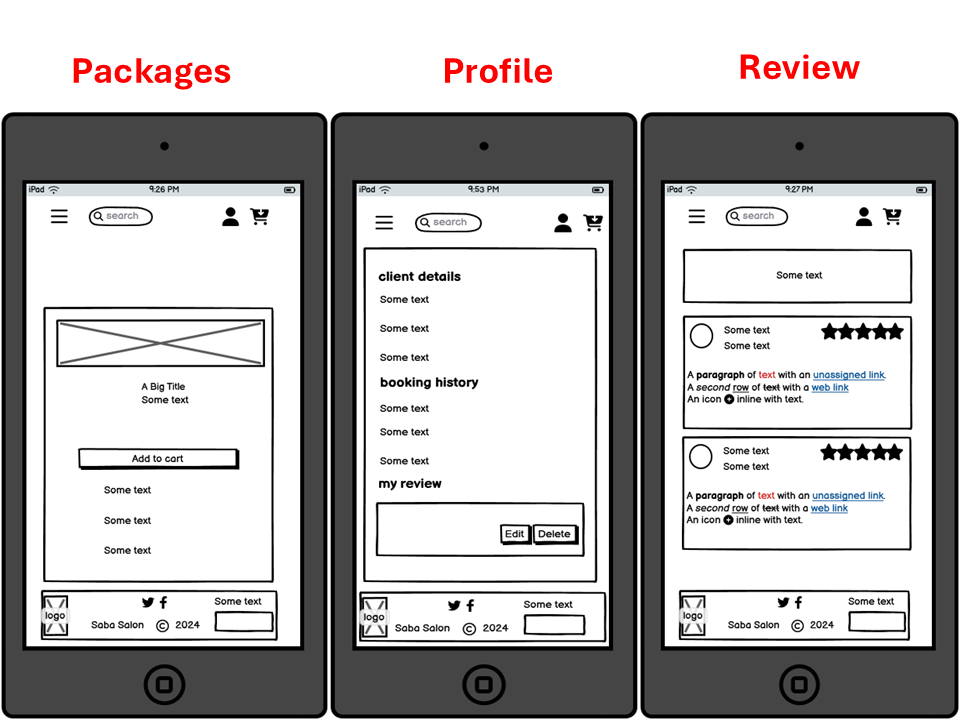 Packages
Profile
Review
iPad
9:26 PM
search
A Big Title
Some text
Add to cart
Some text
Some text
Some text
logo
Some text
Saba Salon © 2024
iPad
9:53 PM
search
client details
Some text
Some text
Some text
booking history
Some text
Some text
Some text
my review
Edit
Delete
logo
Some text
Saba Salon © 2024
iPad
9:27 PM
search
Some text
Some text
Some text
A paragraph of text with an unassigned link.
A second row of text with a web link
An icon inline with text.
Some text
Some text
A paragraph of text with an unassigned link.
A second row of text with a web link
An icon inline with text.
logo
Some text
Saba Salon © 2024